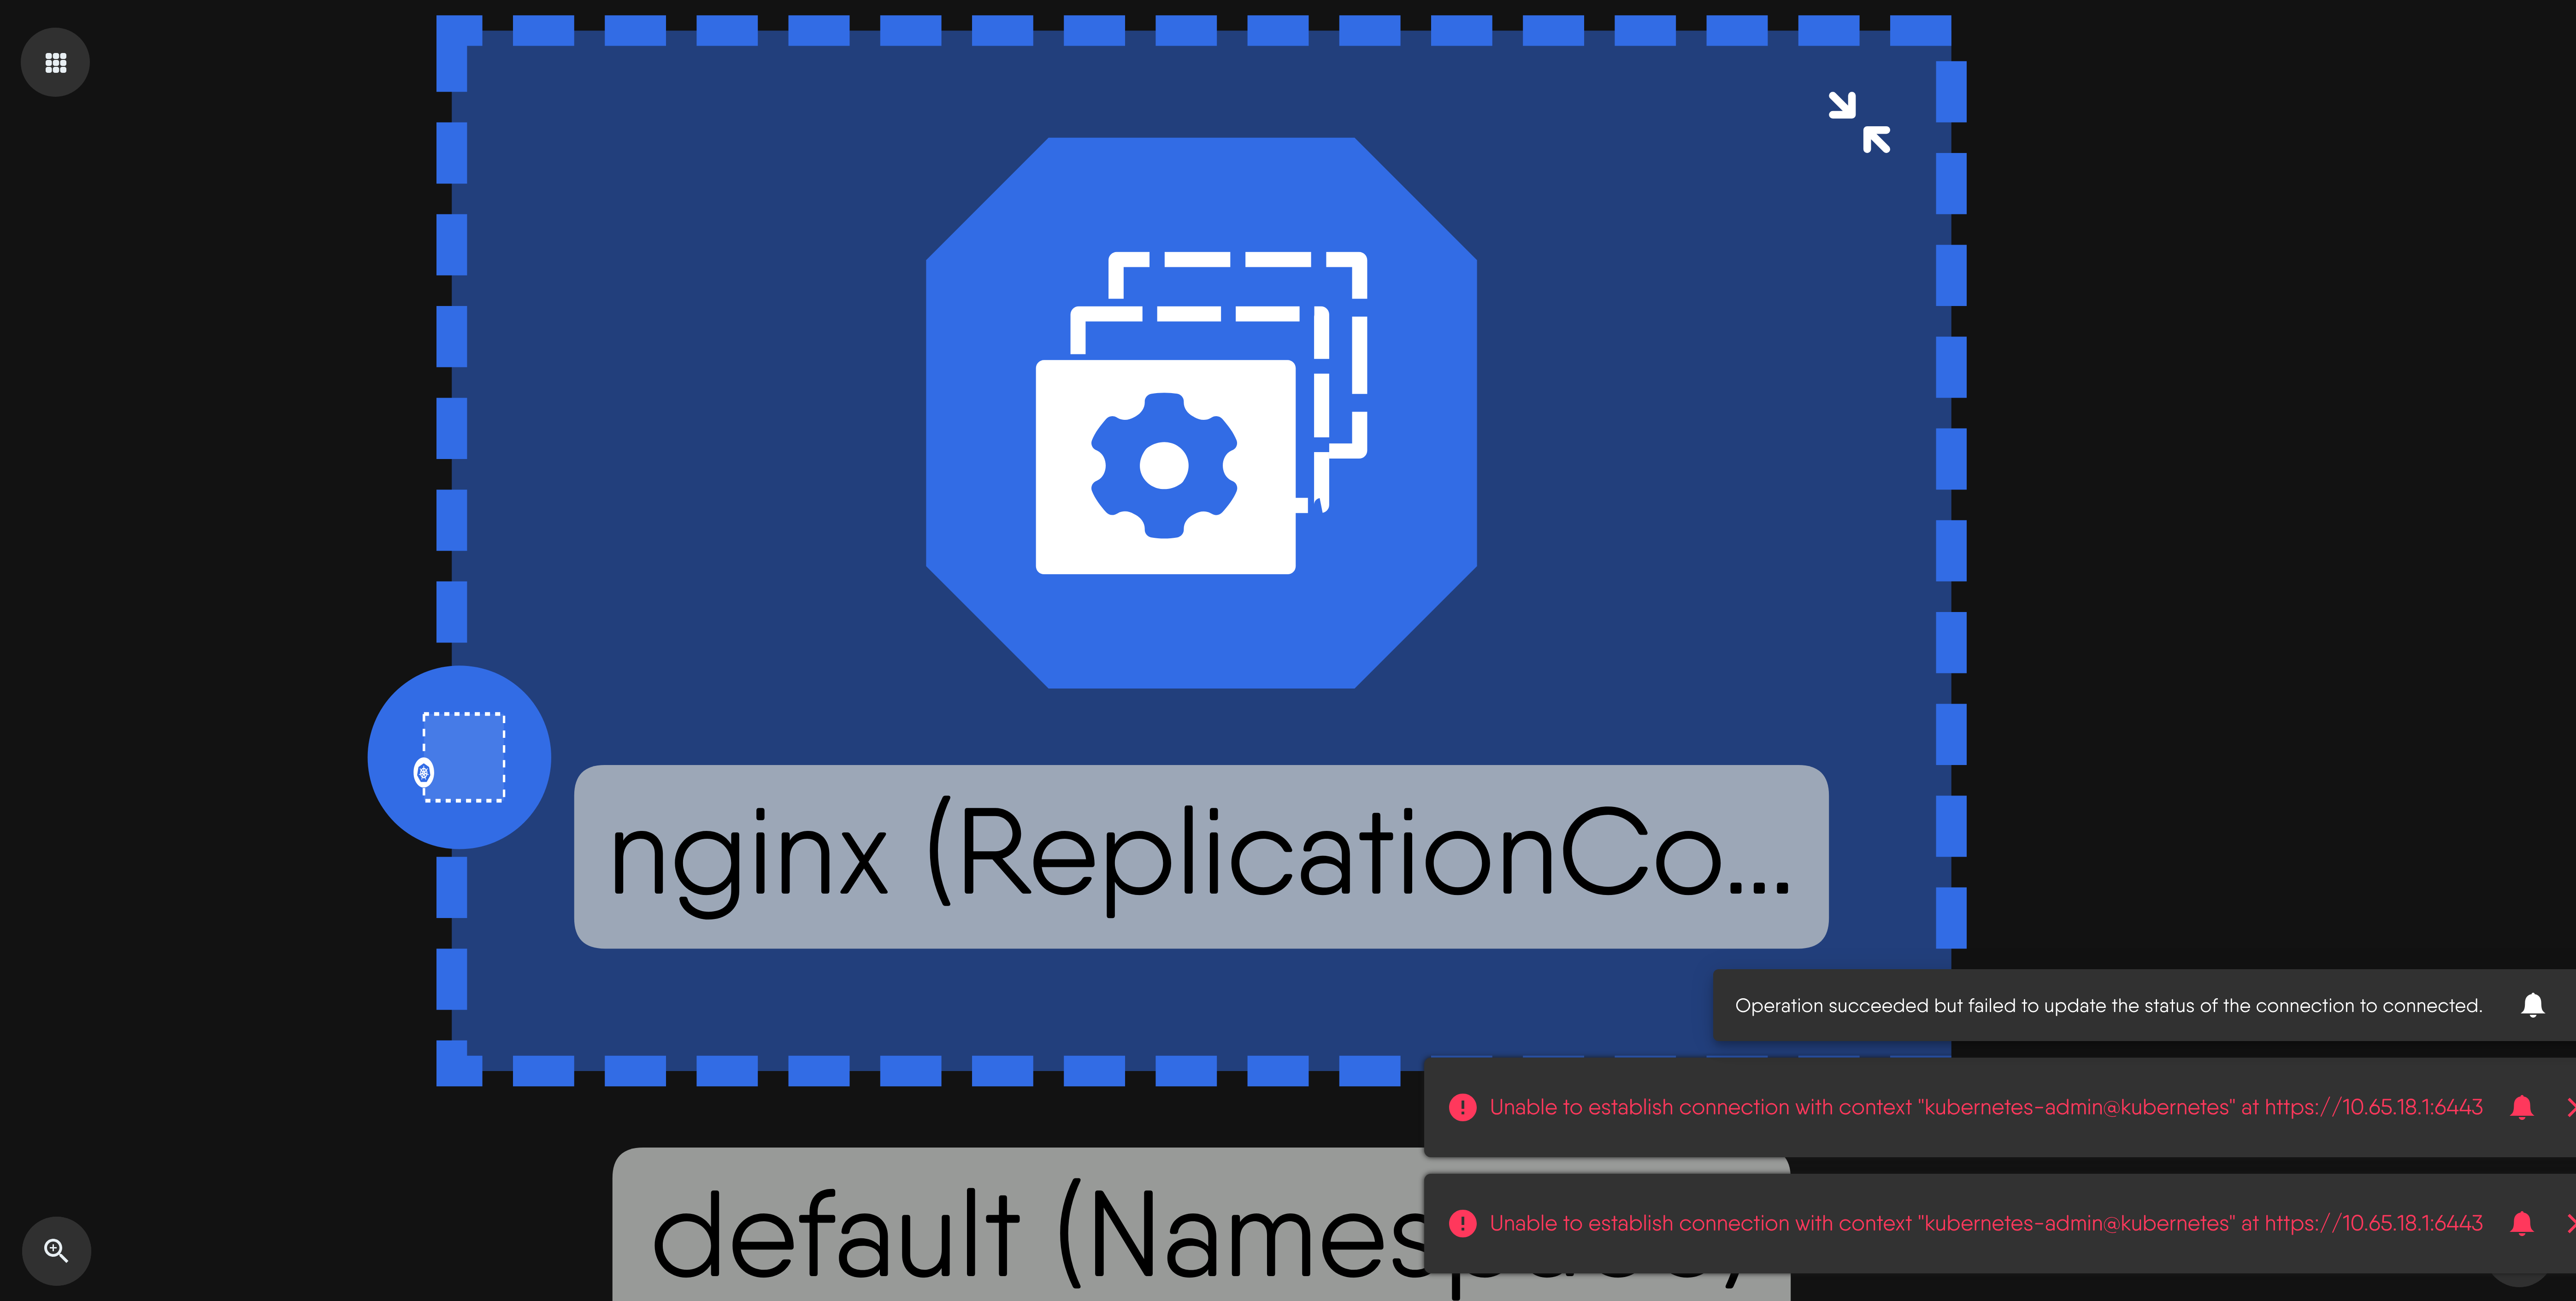 nginx (ReplicationCo...
Operation succeeded but failed to update the status of the connection to connected.
Unable to establish connection with context "kubernetes-admin@kubernetes" at https://10.65.18.1:6443
default (Namespace)
Unable to establish connection with context "kubernetes-admin@kubernetes" at https://10.65.18.1:6443